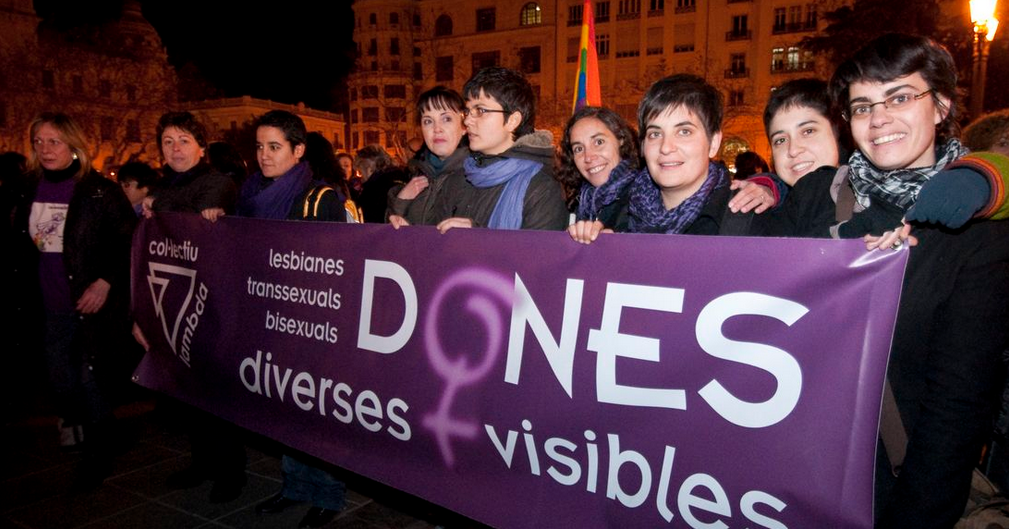 col·lectiu
lambda
lesbianes
transsexuals
bisexuals
DONES
diverses
visibles